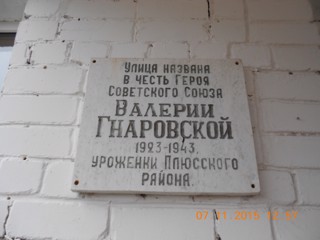 Улица названа
в честь Героя
Советского Союза
Валерии
Гнаровской
1923-1943.
уроженки Плюсского
района.